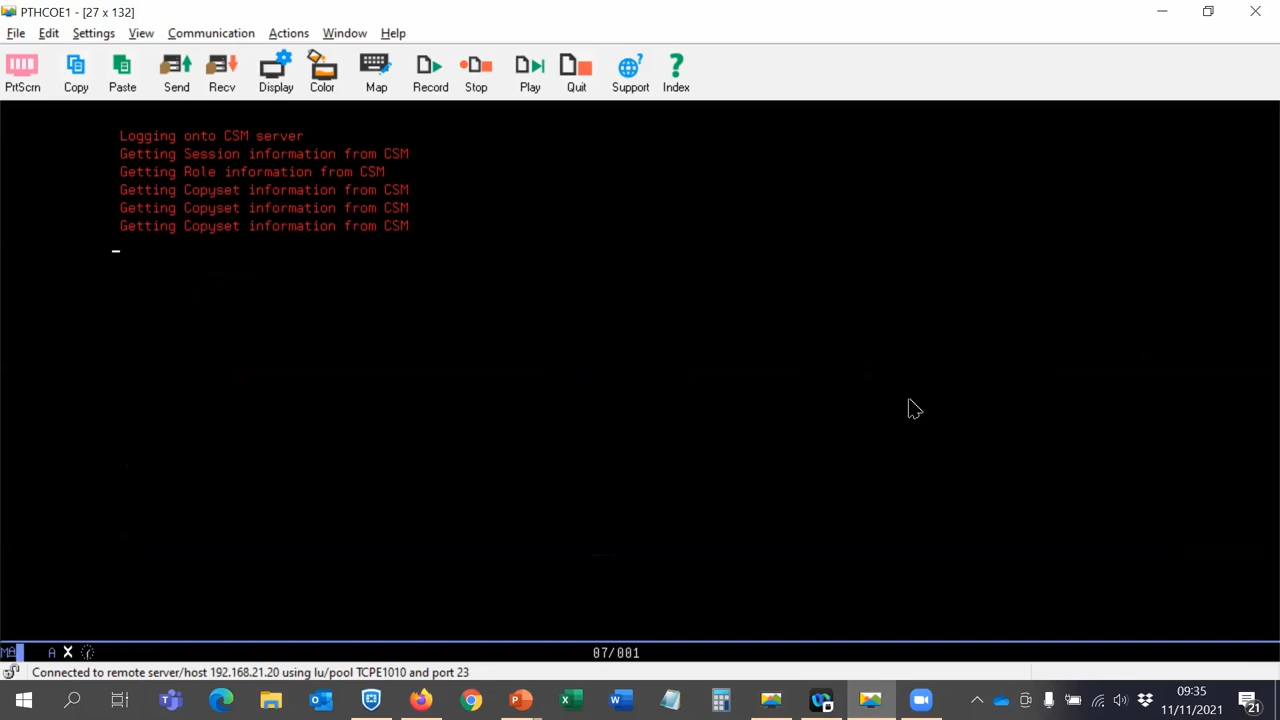 PTHCOE1 - [27 x 132]
File Edit Settings View Communication Actions Window Help
PrtScrn Copy Paste Send Recv Display Color Map Record Stop Play Quit Support Index
Logging onto CSM server
Getting Session information from CSM
Getting Role information from CSM
Getting Copyset information from CSM
Getting Copyset information from CSM
Getting Copyset information from CSM
A X 07/001
Connected to remote server/host 192.168.21.20 using lu/pool TCPE1010 and port 23
09:35
11/11/2021
21